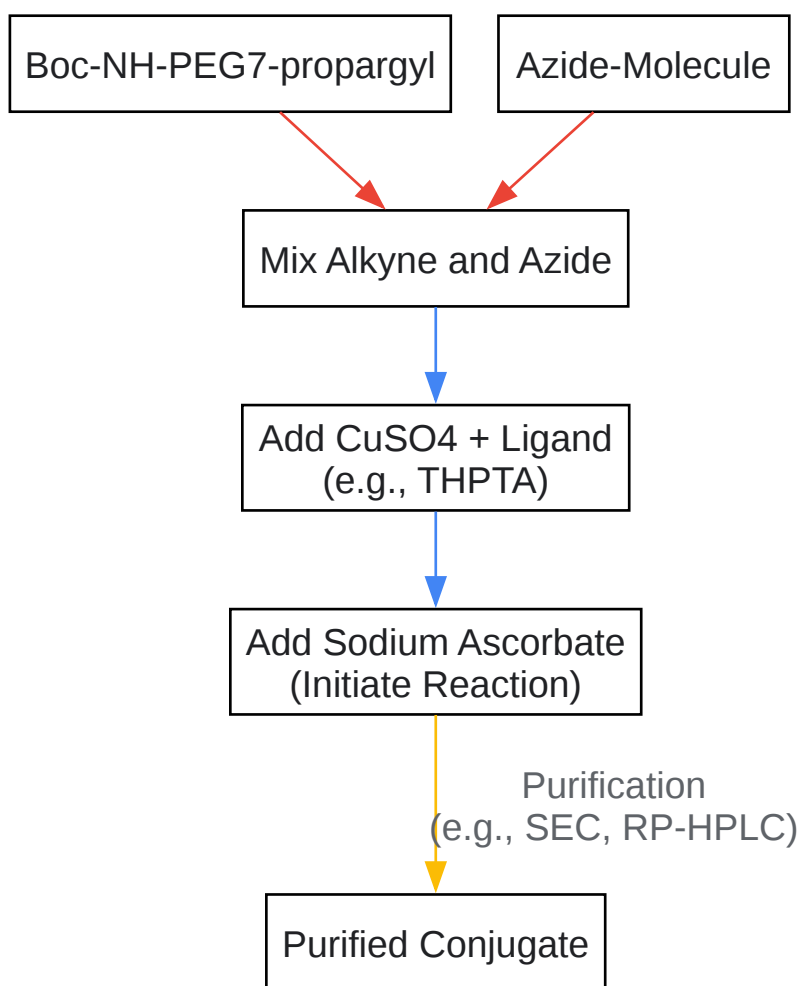 Boc-NH-PEG7-propargyl
Azide-Molecule
Mix Alkyne and Azide
Add CuSO4 + Ligand
(e.g., THPTA)
Add Sodium Ascorbate
(Initiate Reaction)
Purification
(e.g., SEC, RP-HPLC)
Purified Conjugate